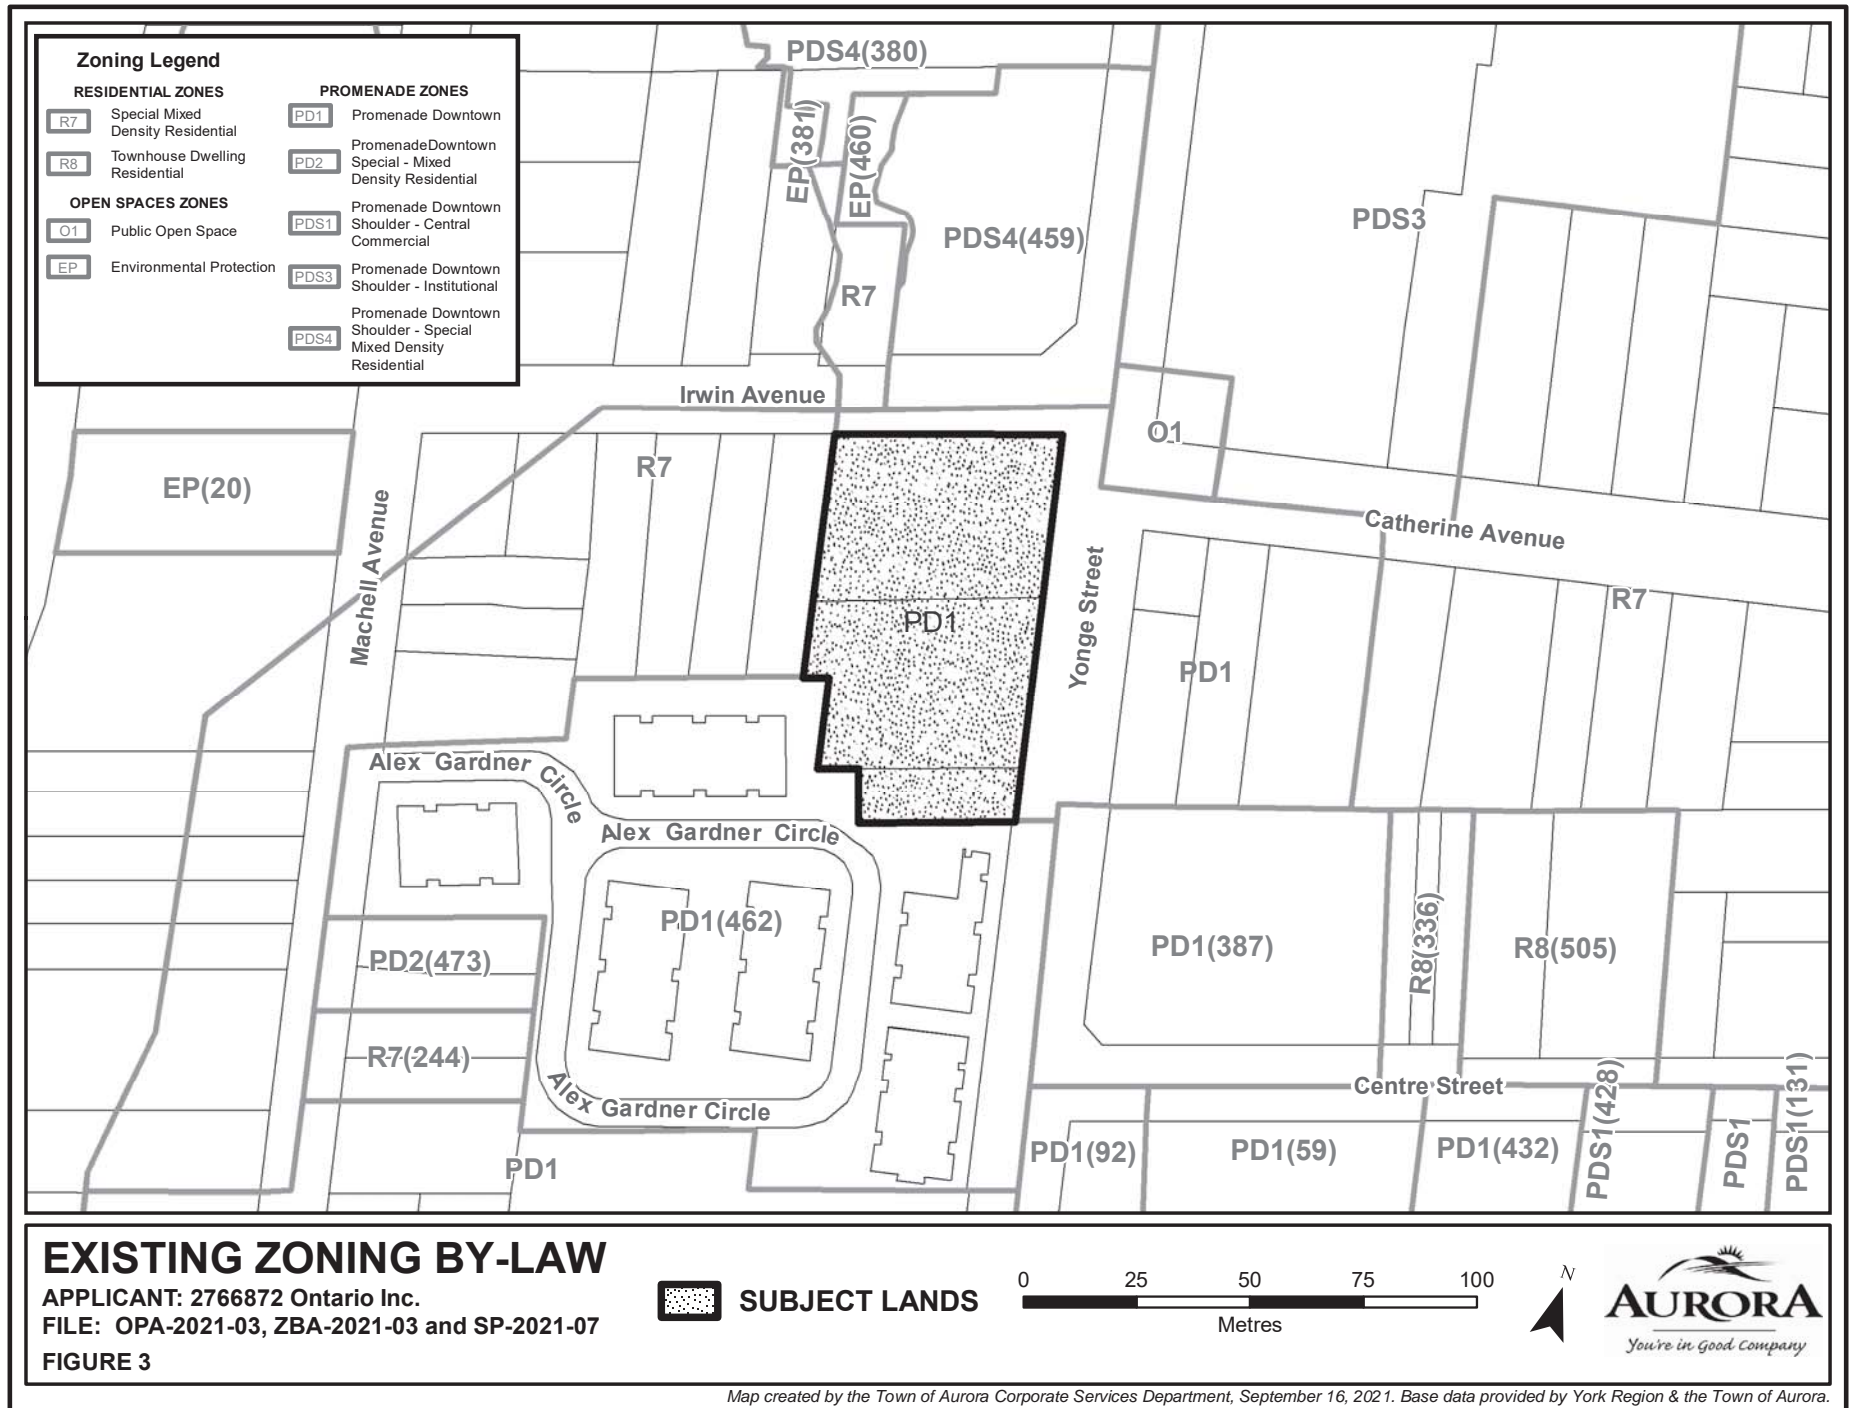 Zoning Legend
RESIDENTIAL ZONES
R7
Special Mixed
Density Residential
R8
Townhouse Dwelling
Residential
OPEN SPACES ZONES
O1
Public Open Space
EP
Environmental Protection
PROMENADE ZONES
PD1
Promenade Downtown
PD2
PromenadeDowntown
Special - Mixed
Density Residential
PDS1
Promenade Downtown
Shoulder - Central
Commercial
PDS3
Promenade Downtown
Shoulder - Institutional
PDS4
Promenade Downtown
Shoulder - Special
Mixed Density
Residential
PDS4(380)
EP(381)
EP(460)
PDS4(459)
PDS3
R7
Irwin Avenue
O1
EP(20)
R7
Machell Avenue
Catherine Avenue
Yonge Street
PD1
R7
PD1
Alex Gardner Circle
Alex Gardner Circle
PD1(462)
PD1(387)
R8(336)
R8(505)
PD2(473)
R7(244)
Alex Gardner Circle
Centre Street
PD1
PD1(92)
PD1(59)
PD1(432)
PDS1(428)
PDS1
PDS1(131)
EXISTING ZONING BY-LAW
APPLICANT: 2766872 Ontario Inc.
FILE: OPA-2021-03, ZBA-2021-03 and SP-2021-07
FIGURE 3
SUBJECT LANDS
0 25 50 75 100
Metres
N
AURORA
You're in Good Company
Map created by the Town of Aurora Corporate Services Department, September 16, 2021. Base data provided by York Region & the Town of Aurora.